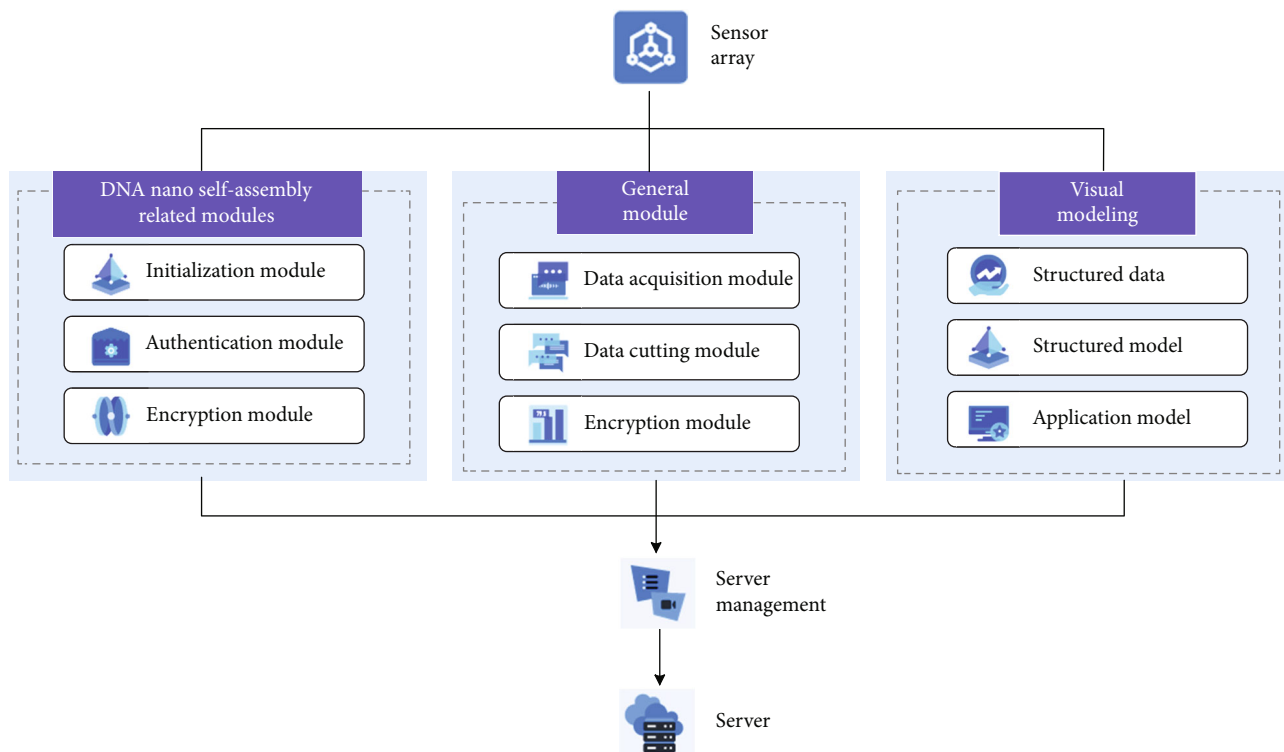 Sensor
array
DNA nano self-assembly
related modules
Initialization module
Authentication module
Encryption module
General
module
Data acquisition module
Data cutting module
Encryption module
Visual
modeling
Structured data
Structured model
Application model
Server
management
Server